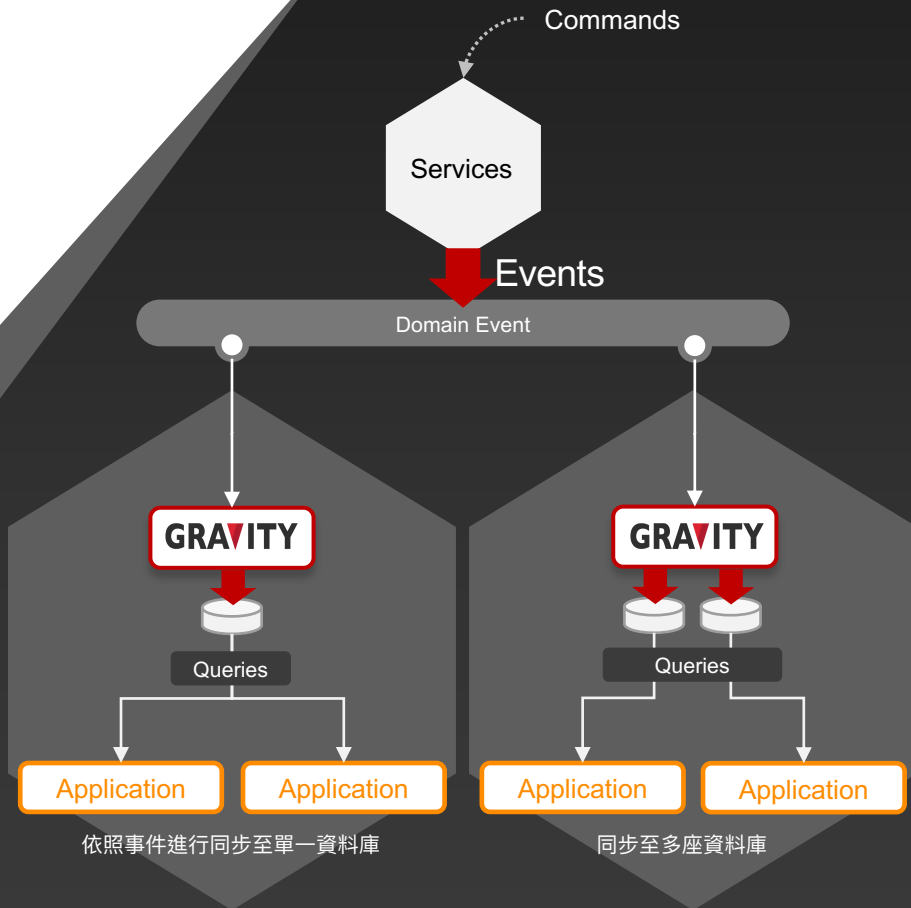 Commands
Services
Events
Domain Event
GRAVITY
GRAVITY
Queries
Queries
Application
Application
Application
Application
依照事件進行同步至單一資料庫
同步至多座資料庫